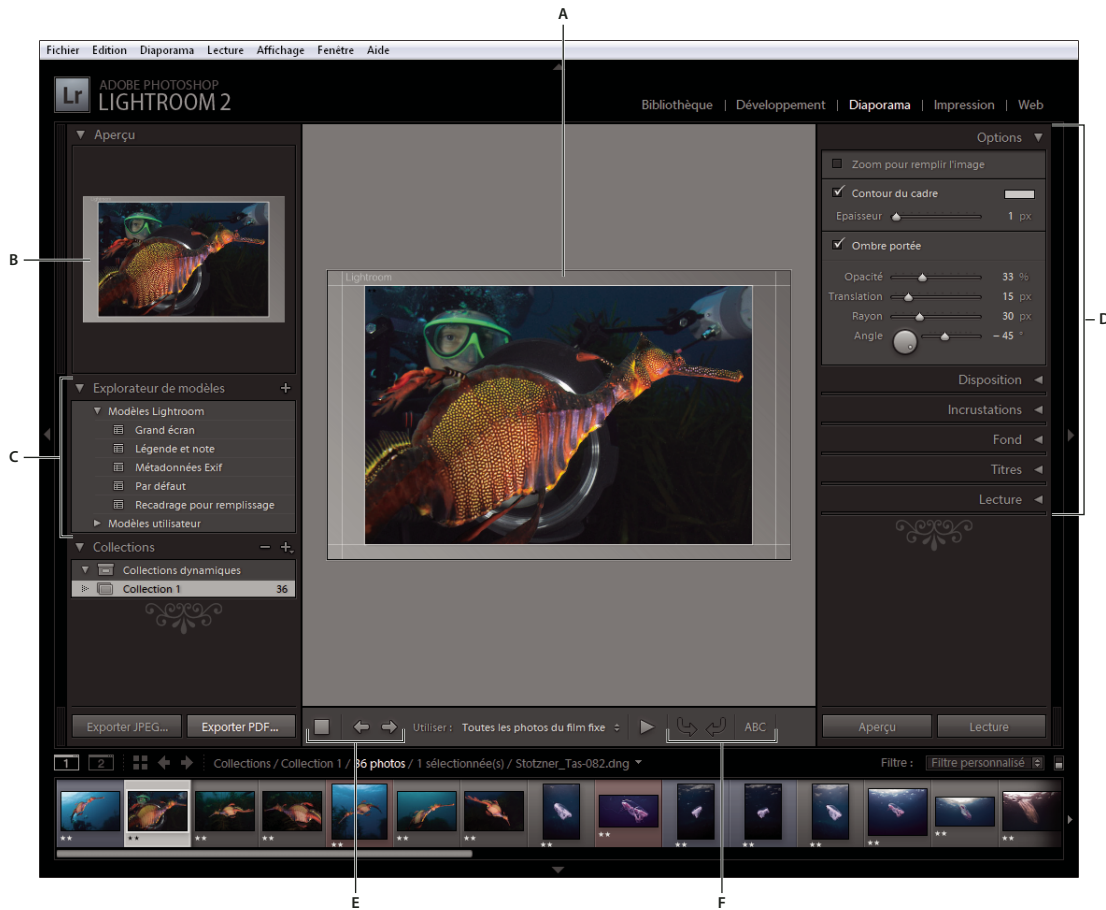 A
Fichier Edition Diaporama Lecture Affichage Fenêtre Aide
Lr
ADOBE PHOTOSHOP
LIGHTROOM 2
Bibliothèque | Développement | Diaporama | Impression | Web
Aperçu
B
Explorateur de modèles +
Modèles Lightroom
Grand écran
Légende et note
Métadonnées Exif
Par défaut
Recadrage pour remplissage
Modèles utilisateur
C
Collections − +
Collections dynamiques
Collection 1 36
Exporter JPEG... Exporter PDF...
Lightroom
Utiliser : Toutes les photos du film fixe ABC
Options
Zoom pour remplir l'image
Contour du cadre
Epaisseur 1 px
Ombre portée
Opacité 33 %
Translation 15 px
Rayon 30 px
Angle – 45 °
D
Disposition
Incrustations
Fond
Titres
Lecture
Aperçu Lecture
1 2 Collections / Collection 1 / 36 photos / 1 sélectionnée(s) / Stotzner_Tas-082.dng Filtre : Filtre personnalisé
E F